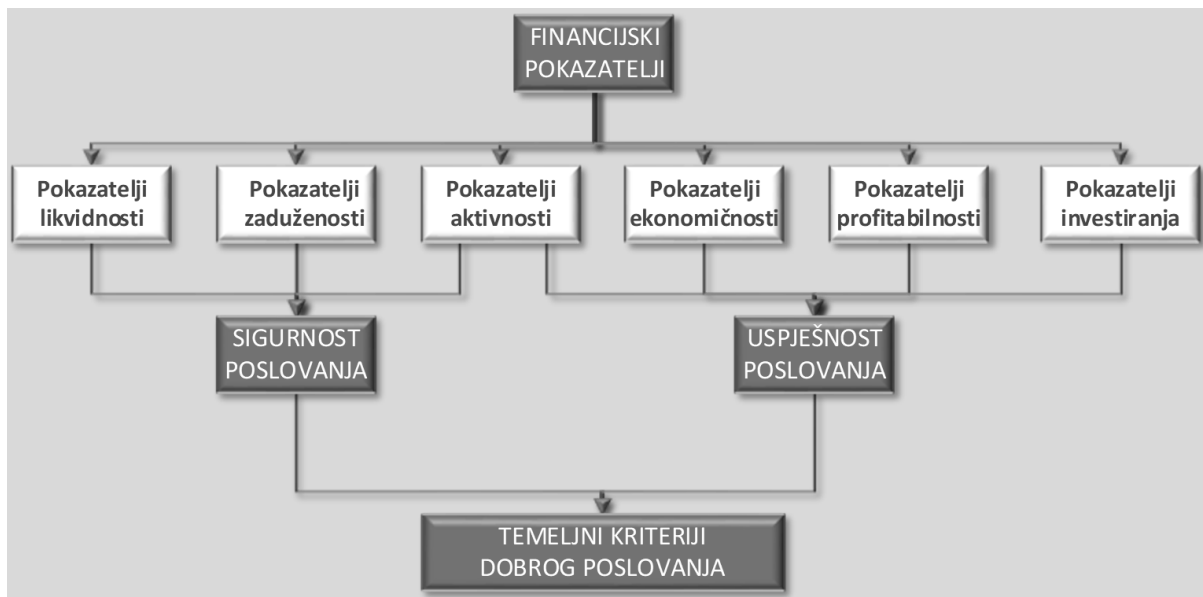 FINANCIJSKI
POKAZATELJI
Pokazatelji
likvidnosti
Pokazatelji
zaduženosti
Pokazatelji
aktivnosti
Pokazatelji
ekonomičnosti
Pokazatelji
profitabilnosti
Pokazatelji
investiranja
SIGURNOST
POSLOVANJA
USPJEŠNOST
POSLOVANJA
TEMELJNI KRITERIJI
DOBROG POSLOVANJA